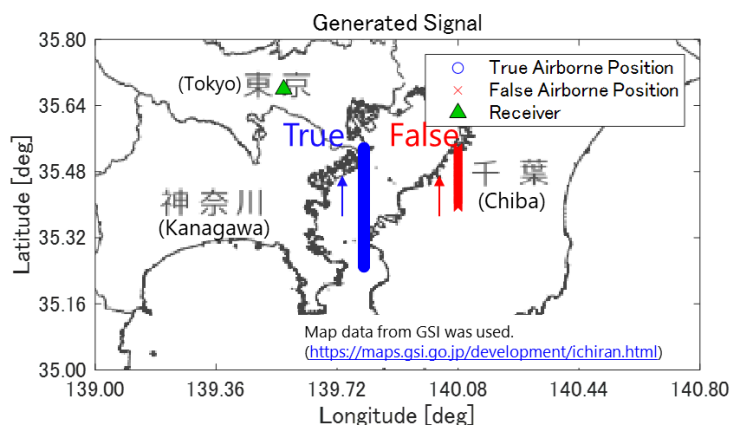 Generated Signal
35.80
35.64
35.48
35.32
35.16
35.00
Latitude [deg]
(Tokyo) 東京
True Airborne Position
False Airborne Position
Receiver
True
False
神奈川
(Kanagawa)
千葉
(Chiba)
Map data from GSI was used.
(https://maps.gsi.go.jp/development/ichiran.html)
139.00 139.36 139.72 140.08 140.44 140.80
Longitude [deg]